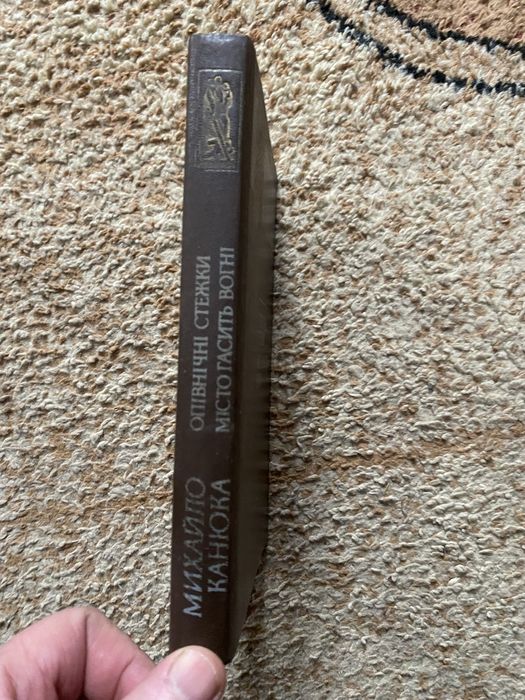 МИХАЙЛО
КАНЮКА
ОПІВНІЧНІ СТЕЖКИ
МІСТО ГАСИТЬ ВОГНІ